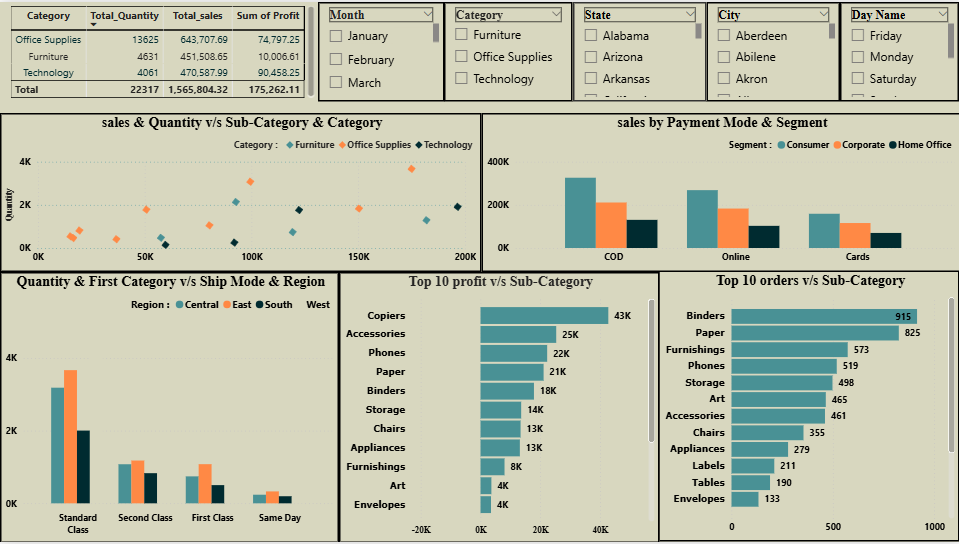 Category Total_Quantity Total_sales Sum of Profit
Office Supplies 13625 643,707.69 74,797.25
Furniture 4631 451,508.65 10,006.61
Technology 4061 470,587.99 90,458.25
Total 22317 1,565,804.32 175,262.11
Month
January
February
March
Category
Furniture
Office Supplies
Technology
State
Alabama
Arizona
Arkansas
City
Aberdeen
Abilene
Akron
Day Name
Friday
Monday
Saturday
sales & Quantity v/s Sub-Category & Category
Category : Furniture Office Supplies Technology
Quantity
4K
2K
0K
0K 50K 100K 150K 200K
sales by Payment Mode & Segment
Segment : Consumer Corporate Home Office
400K
200K
0K
COD Online Cards
Quantity & First Category v/s Ship Mode & Region
Region : Central East South West
4K
2K
0K
Standard Class Second Class First Class Same Day
Top 10 profit v/s Sub-Category
Copiers 43K
Accessories 25K
Phones 22K
Paper 21K
Binders 18K
Storage 14K
Chairs 13K
Appliances 13K
Furnishings 8K
Art 4K
Envelopes 4K
-20K 0K 20K 40K
Top 10 orders v/s Sub-Category
Binders 915
Paper 825
Furnishings 573
Phones 519
Storage 498
Art 465
Accessories 461
Chairs 355
Appliances 279
Labels 211
Tables 190
Envelopes 133
0 500 1000